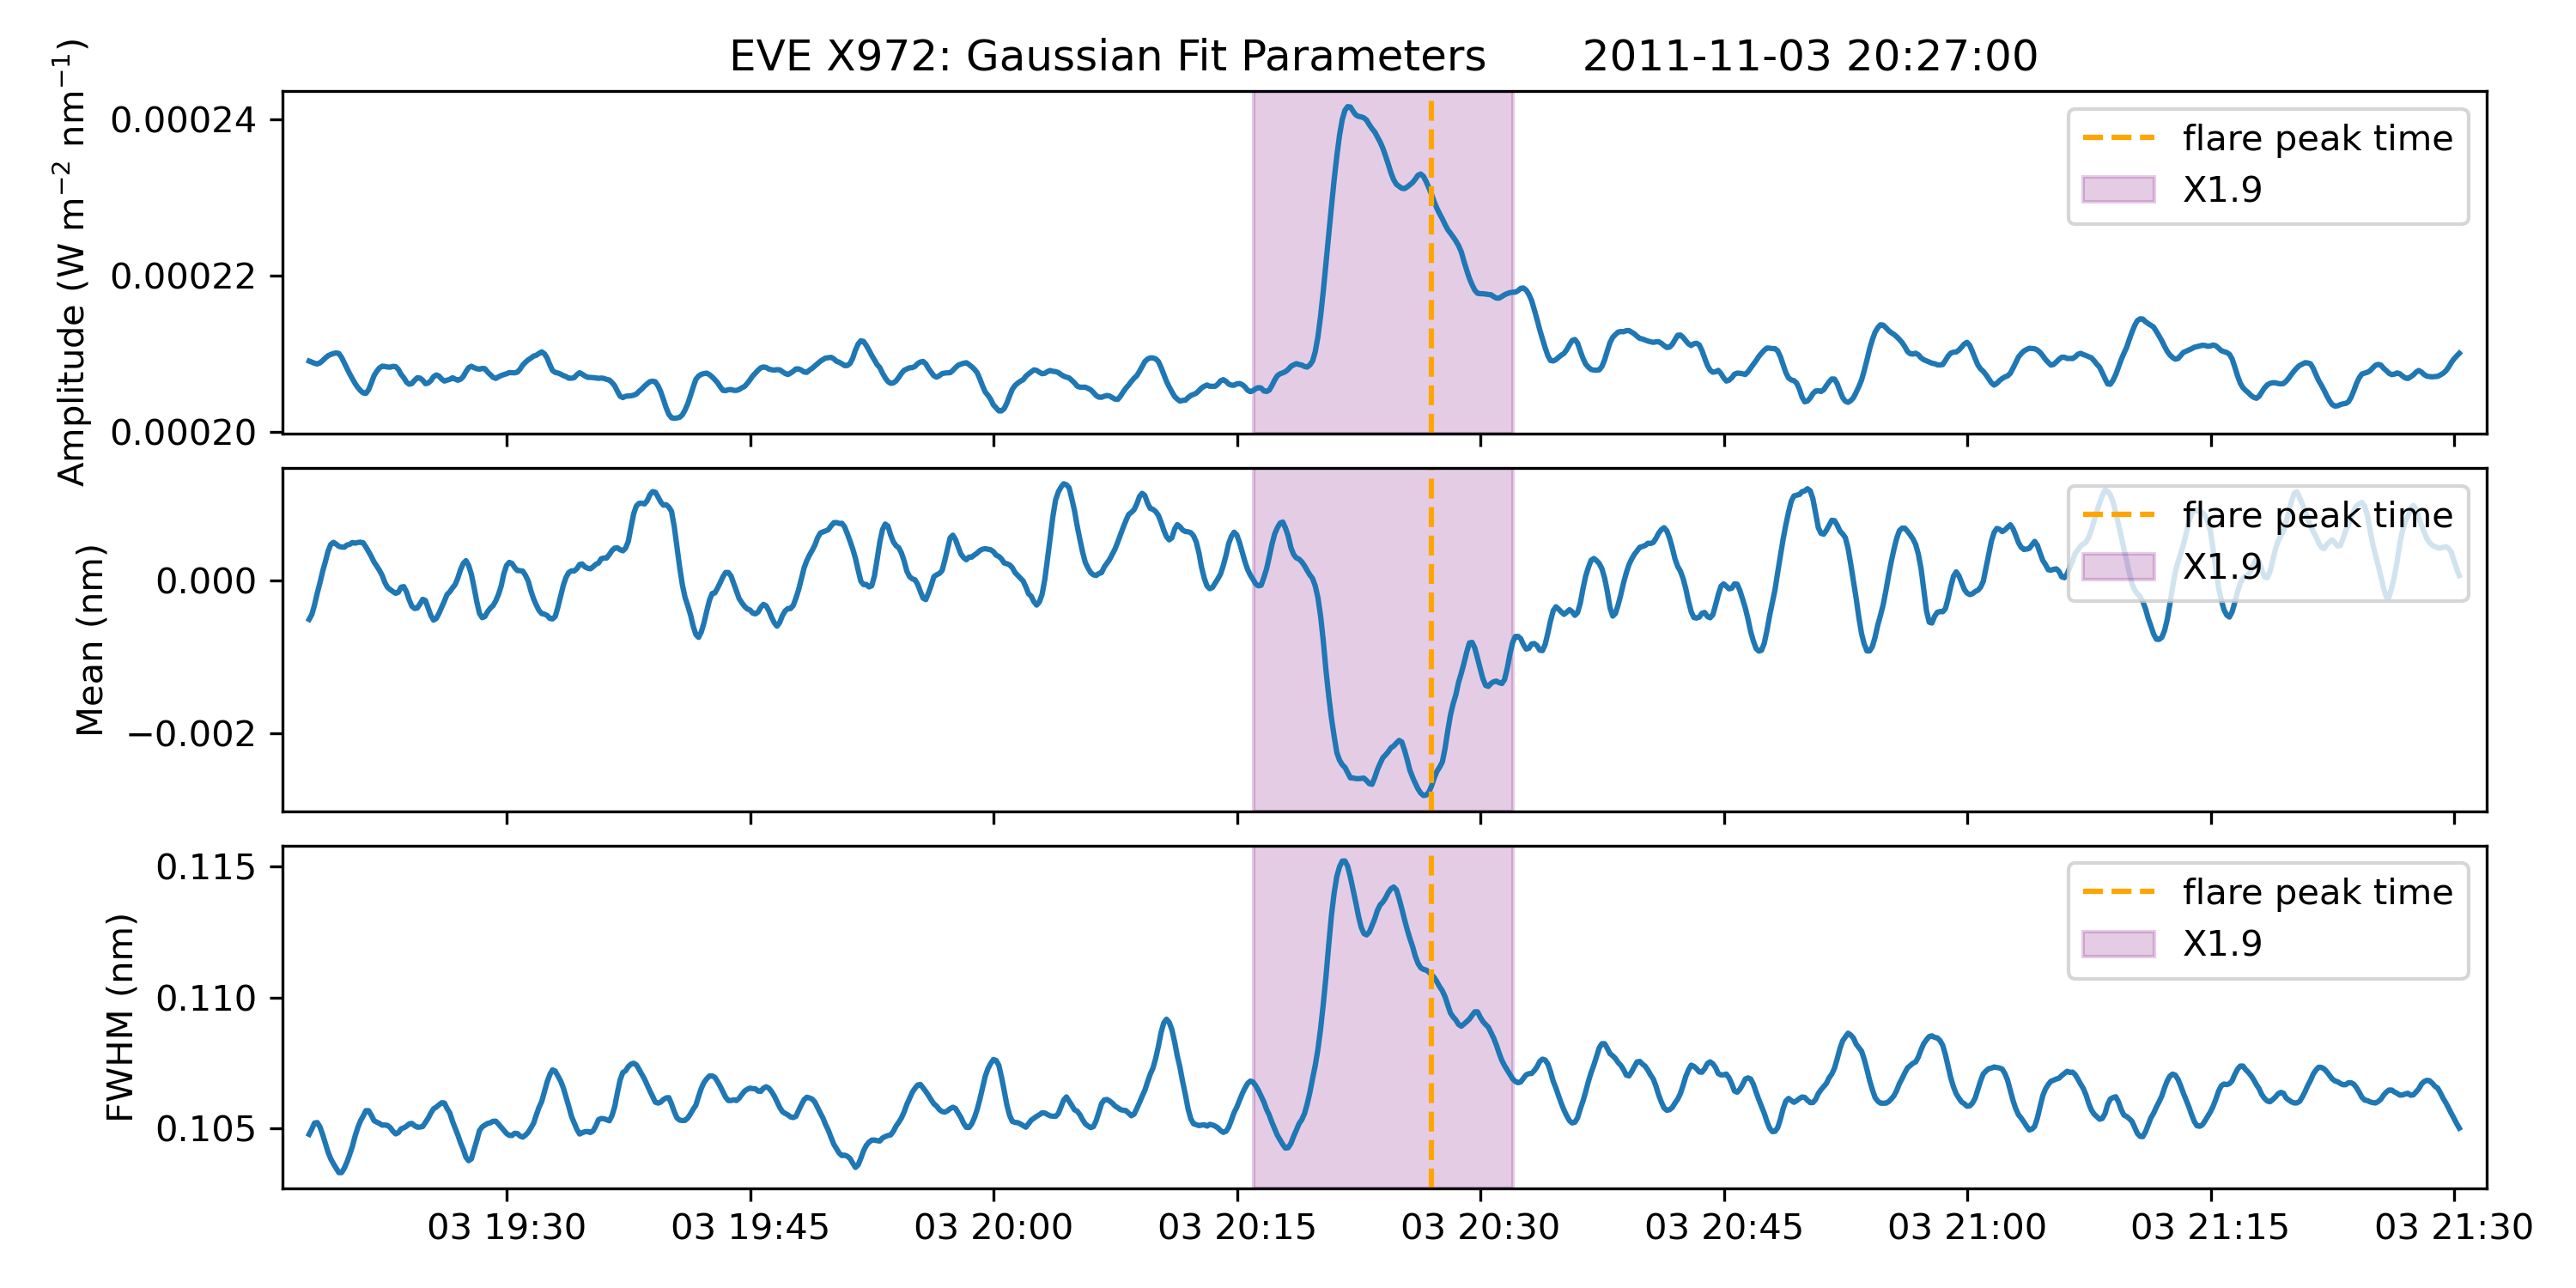 EVE X972: Gaussian Fit Parameters 2011-11-03 20:27:00
Amplitude (W m⁻² nm⁻¹)
0.00024
0.00022
0.00020
flare peak time
X1.9
Mean (nm)
0.000
−0.002
flare peak time
X1.9
FWHM (nm)
0.115
0.110
0.105
flare peak time
X1.9
03 19:30 03 19:45 03 20:00 03 20:15 03 20:30 03 20:45 03 21:00 03 21:15 03 21:30